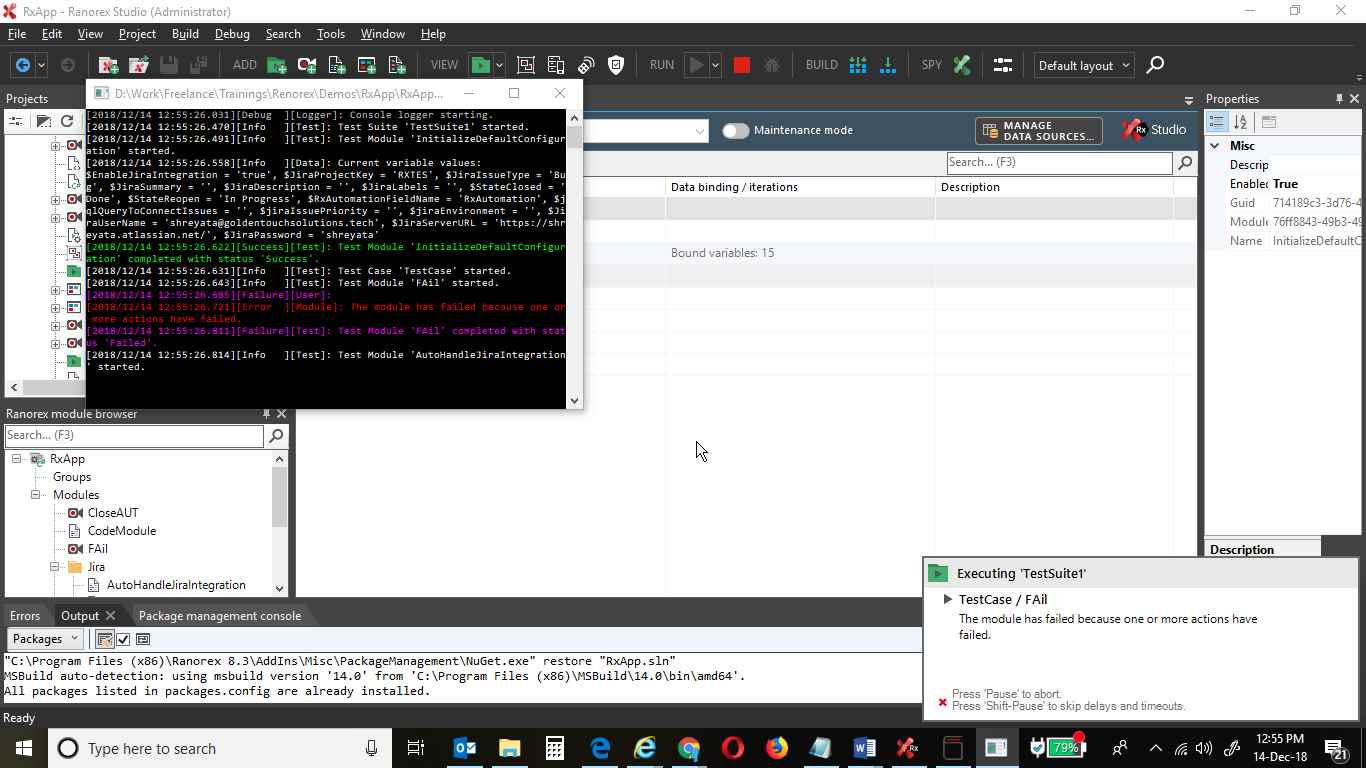 RxApp - Ranorex Studio (Administrator)
File Edit View Project Build Debug Search Tools Window Help
ADD VIEW RUN BUILD SPY Default layout
Projects
D:\Work\Freelance\Trainings\Renorex\Demos\RxApp\RxApp...
[2018/12/14 12:55:26.031][Debug ][Logger]: Console logger starting.
[2018/12/14 12:55:26.470][Info ][Test]: Test Suite 'TestSuite1' started.
[2018/12/14 12:55:26.491][Info ][Test]: Test Module 'InitializeDefaultConfigur
ation' started.
[2018/12/14 12:55:26.558][Info ][Data]: Current variable values:
$EnableJiraIntegration = 'true', $JiraProjectKey = 'RXTES', $JiraIssueType = 'Bu
g', $JiraSummary = '', $JiraDescription = '', $JiraLabels = '', $StateClosed = '
Done', $StateReopen = 'In Progress', $RxAutomationFieldName = 'RxAutomation', $j
qlQueryToConnectIssues = '', $jiraIssuePriority = '', $jiraEnvironment = '', $Ji
raUserName = 'shreyata@goldentouchsolutions.tech', $JiraServerURL = 'https://shr
eyata.atlassian.net/', $JiraPassword = 'shreyata'
[2018/12/14 12:55:26.622][Success][Test]: Test Module 'InitializeDefaultConfigur
ation' completed with status 'Success'.
[2018/12/14 12:55:26.631][Info ][Test]: Test Case 'TestCase' started.
[2018/12/14 12:55:26.643][Info ][Test]: Test Module 'FAil' started.
[2018/12/14 12:55:26.685][Failure][User]:
[2018/12/14 12:55:26.721][Error ][Module]: The module has failed because one or
more actions have failed.
[2018/12/14 12:55:26.811][Failure][Test]: Test Module 'FAil' completed with stat
us 'Failed'.
[2018/12/14 12:55:26.814][Info ][Test]: Test Module 'AutoHandleJiraIntegration
' started.
Maintenance mode
MANAGE
DATA SOURCES...
Rx Studio
Search... (F3)
Data binding / iterations Description
Bound variables: 15
Properties
Misc
Descrip
Enabled True
Guid 714189c3-3d76-4
Module 76ff8843-49b3-49
Name InitializeDefaultC
Description
Ranorex module browser
Search... (F3)
RxApp
Groups
Modules
CloseAUT
CodeModule
FAil
Jira
AutoHandleJiraIntegration
Errors Output Package management console
Packages
"C:\Program Files (x86)\Ranorex 8.3\AddIns\Misc\PackageManagement\NuGet.exe" restore "RxApp.sln"
MSBuild auto-detection: using msbuild version '14.0' from 'C:\Program Files (x86)\MSBuild\14.0\bin\amd64'.
All packages listed in packages.config are already installed.
Executing 'TestSuite1'
TestCase / FAil
The module has failed because one or more actions have
failed.
Press 'Pause' to abort.
Press 'Shift-Pause' to skip delays and timeouts.
Ready
Type here to search
79%
12:55 PM
14-Dec-18
21